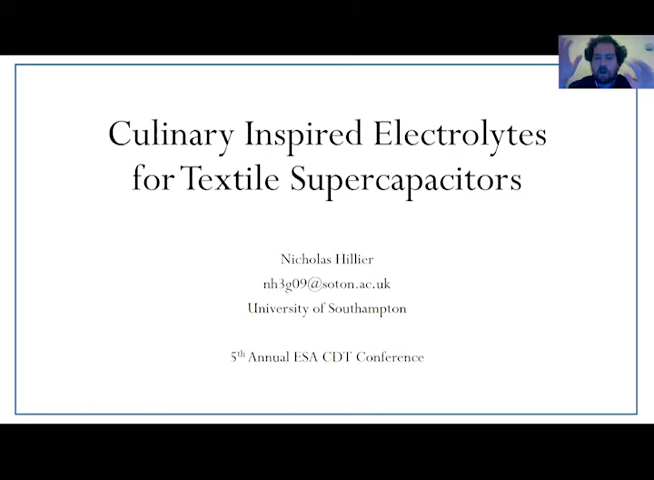 Culinary Inspired Electrolytes
for Textile Supercapacitors
Nicholas Hillier
nh3g09@soton.ac.uk
University of Southampton
5th Annual ESA CDT Conference